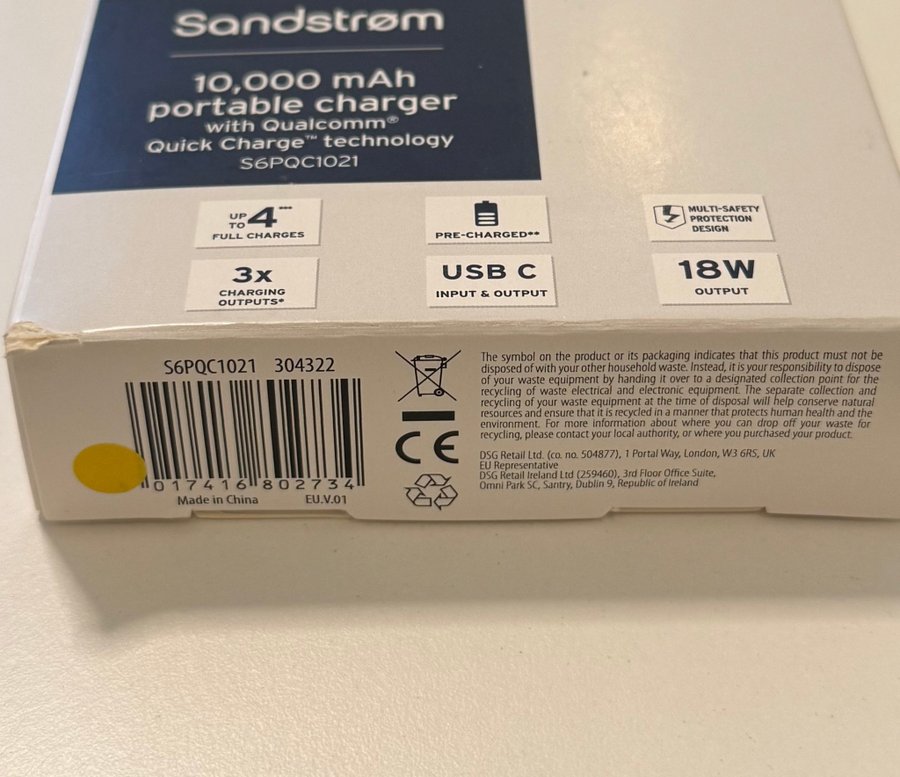 Sandstrøm
10,000 mAh
portable charger
with Qualcomm®
Quick Charge™ technology
S6PQC1021
UP TO 4***
FULL CHARGES
PRE-CHARGED**
MULTI-SAFETY
PROTECTION
DESIGN
3x
CHARGING
OUTPUTS*
USB C
INPUT & OUTPUT
18W
OUTPUT
S6PQC1021 304322
017416802734
Made in China EU.V.01
CE
The symbol on the product or its packaging indicates that this product must not be
disposed of with your other household waste. Instead, it is your responsibility to dispose
of your waste equipment by handing it over to a designated collection point for the
recycling of waste electrical and electronic equipment. The separate collection and
recycling of your waste equipment at the time of disposal will help conserve natural
resources and ensure that it is recycled in a manner that protects human health and the
environment. For more information about where you can drop off your waste for
recycling, please contact your local authority, or where you purchased your product.
DSG Retail Ltd. (co. no. 504877), 1 Portal Way, London, W3 6RS, UK
EU Representative
DSG Retail Ireland Ltd (259460), 3rd Floor Office Suite,
Omni Park SC, Santry, Dublin 9, Republic of Ireland